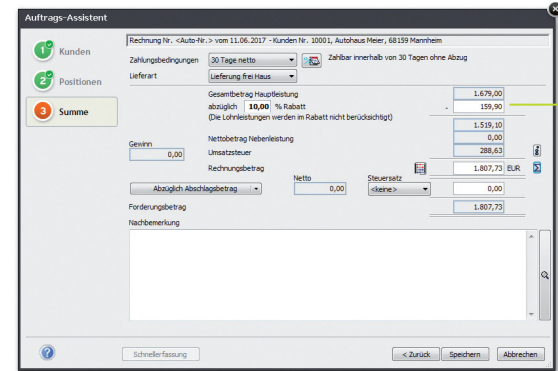 Auftrags-Assistent
1 Kunden
2 Positionen
3 Summe
Rechnung Nr. <Auto-Nr.> vom 11.06.2017 - Kunden Nr. 10001, Autohaus Meier, 68159 Mannheim
Zahlungsbedingungen 30 Tage netto Zahlbar innerhalb von 30 Tagen ohne Abzug
Lieferart Lieferung frei Haus
Gesamtbetrag Hauptleistung 1.679,00
abzüglich 10,00 % Rabatt - 159,90
(Die Lohnleistungen werden im Rabatt nicht berücksichtigt)
1.519,10
Nettobetrag Nebenleistung 0,00
Gewinn
0,00 Umsatzsteuer 288,63
Rechnungsbetrag 1.807,73 EUR Σ
Netto Steuersatz
Abzüglich Abschlagsbetrag 0,00 <keine> 0,00
Forderungsbetrag 1.807,73
Nachbemerkung
? Schnellerfassung < Zurück Speichern Abbrechen